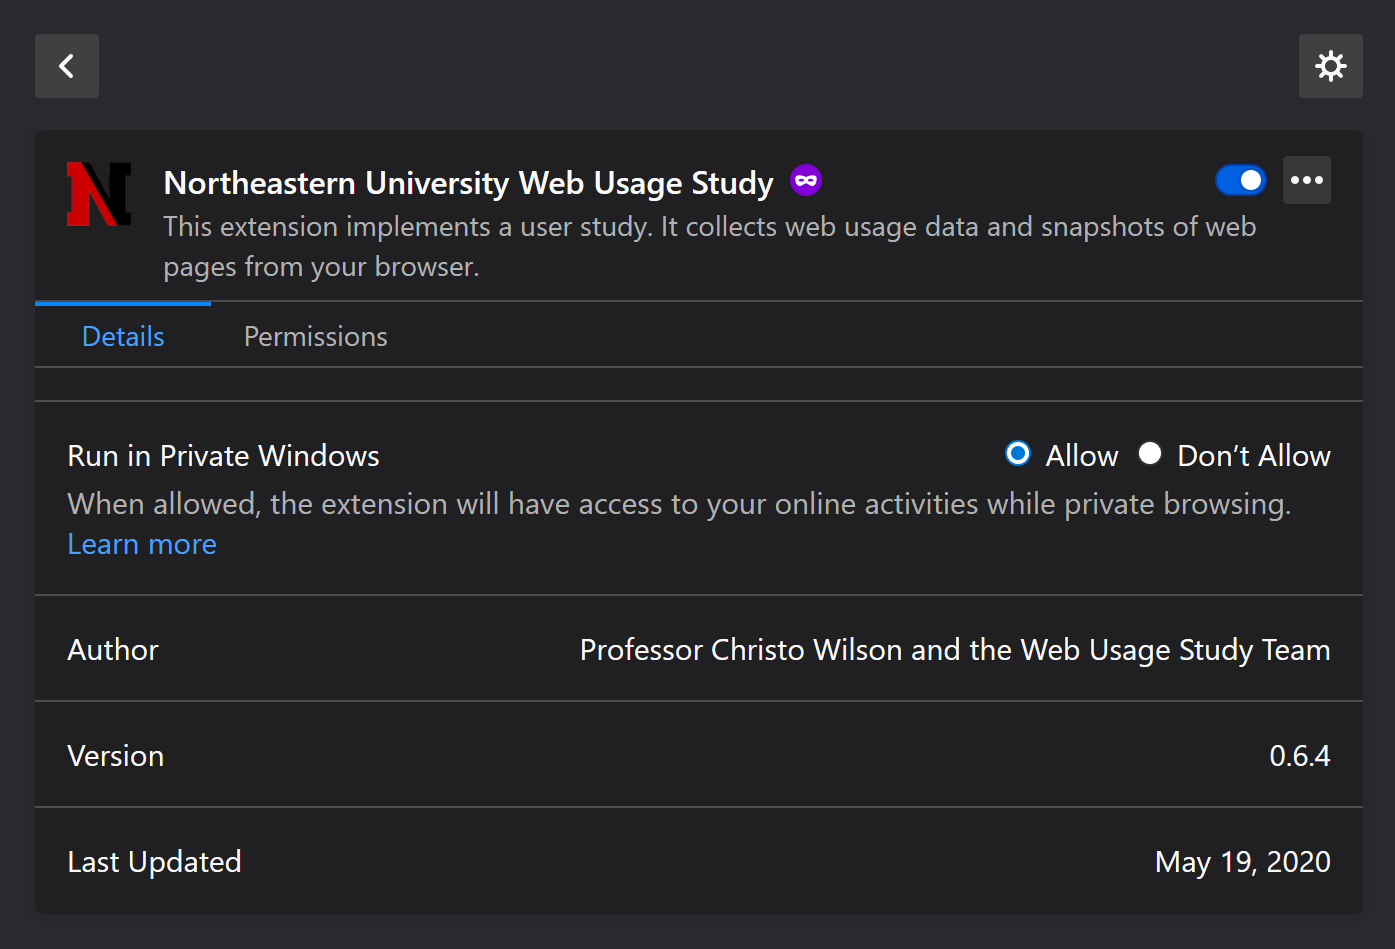 Northeastern University Web Usage Study
This extension implements a user study. It collects web usage data and snapshots of web
pages from your browser.
Details Permissions
Run in Private Windows Allow Don’t Allow
When allowed, the extension will have access to your online activities while private browsing.
Learn more
Author Professor Christo Wilson and the Web Usage Study Team
Version 0.6.4
Last Updated May 19, 2020